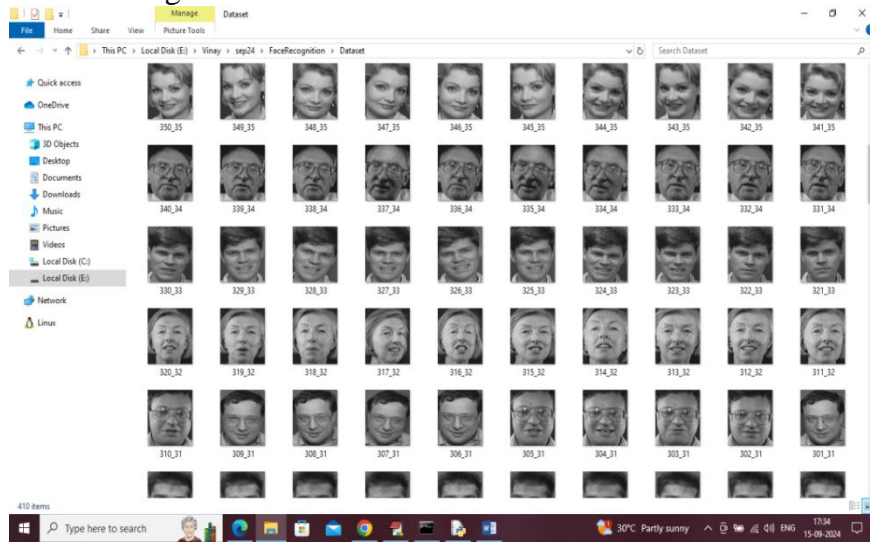 Manage Dataset
File Home Share View Picture Tools
This PC > Local Disk (E:) > Vinay > sep24 > FaceRecognition > Dataset Search Dataset
Quick access
OneDrive
This PC
3D Objects
Desktop
Documents
Downloads
Music
Pictures
Videos
Local Disk (C:)
Local Disk (E:)
Network
Linux
350_35 349_35 348_35 347_35 346_35 345_35 344_35 343_35 342_35 341_35
340_34 339_34 338_34 337_34 336_34 335_34 334_34 333_34 332_34 331_34
330_33 329_33 328_33 327_33 326_33 325_33 324_33 323_33 322_33 321_33
320_32 319_32 318_32 317_32 316_32 315_32 314_32 313_32 312_32 311_32
310_31 309_31 308_31 307_31 306_31 305_31 304_31 303_31 302_31 301_31
410 items
Type here to search 30°C Partly sunny ENG 17:34
15-09-2024